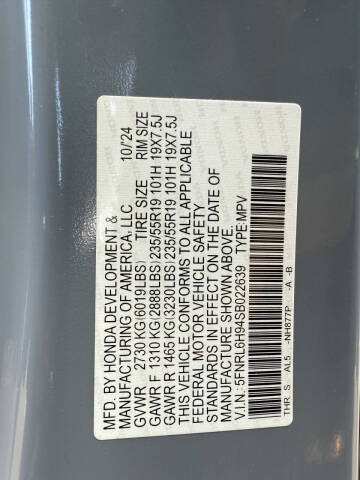 MFD. BY HONDA DEVELOPMENT &
MANUFACTURING OF AMERICA, LLC 10/'24
GVWR 2730 KG(6019LBS) TIRE SIZE RIM SIZE
GAWR F 1310 KG(2888LBS)235/55R19 101H 19X7.5J
GAWR R 1465 KG(3230LBS)235/55R19 101H 19X7.5J
THIS VEHICLE CONFORMS TO ALL APPLICABLE
FEDERAL MOTOR VEHICLE SAFETY
STANDARDS IN EFFECT ON THE DATE OF
MANUFACTURE SHOWN ABOVE.
V.I.N.: 5FNRL6H94SB022639 TYPE:MPV
THR S AL5 -NH877P -A -B